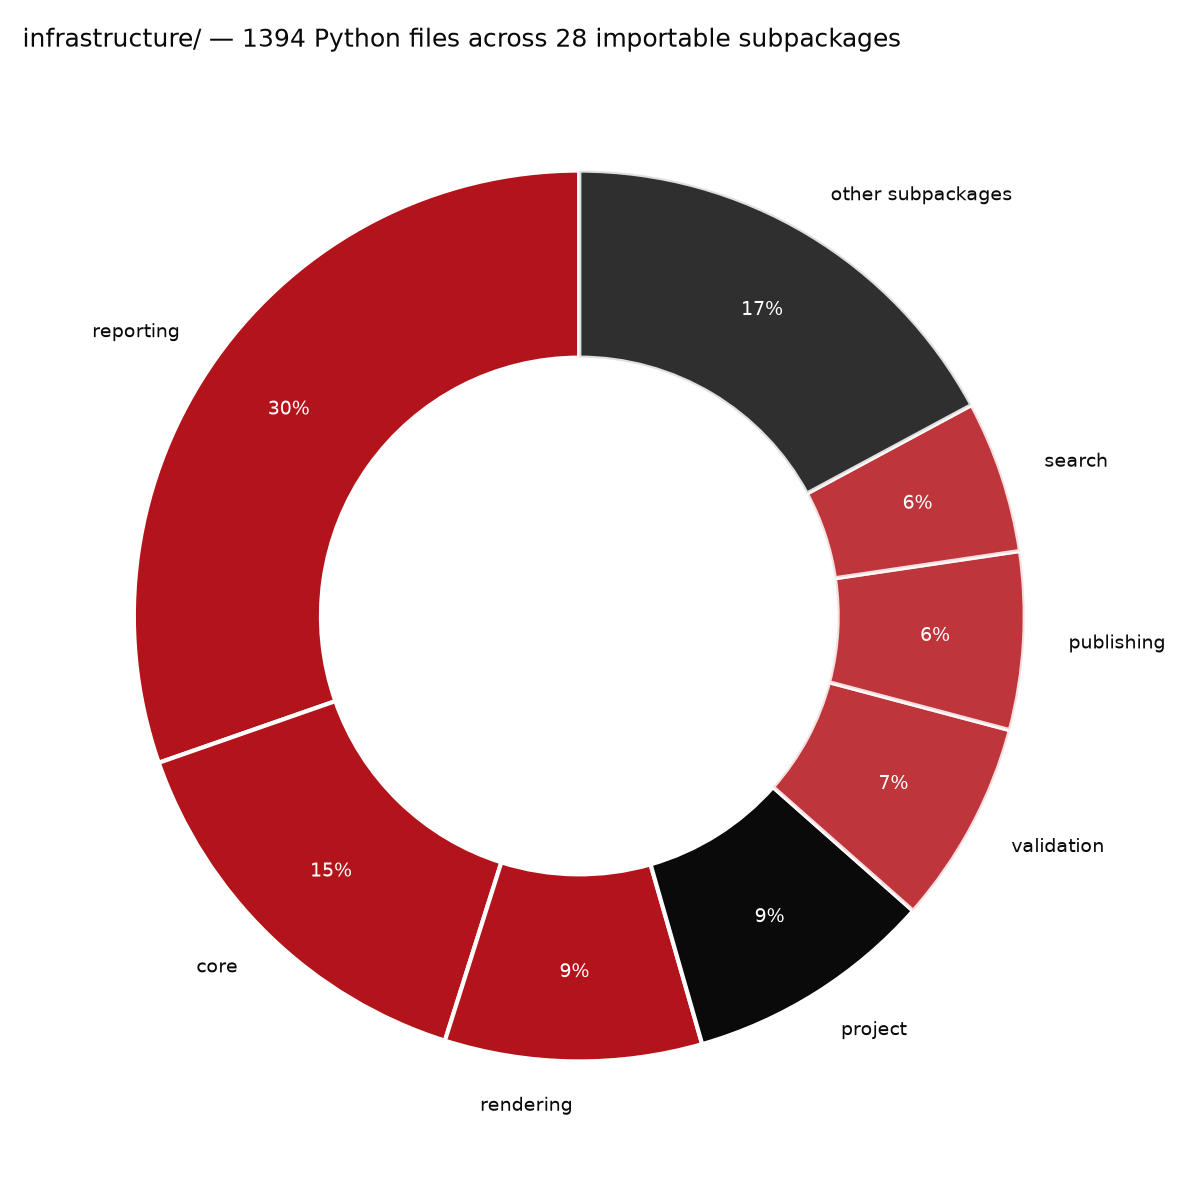 infrastructure/ — 1394 Python files across 28 importable subpackages
other subpackages
17%
reporting
30%
search
6%
publishing
6%
validation
7%
project
9%
rendering
9%
core
15%